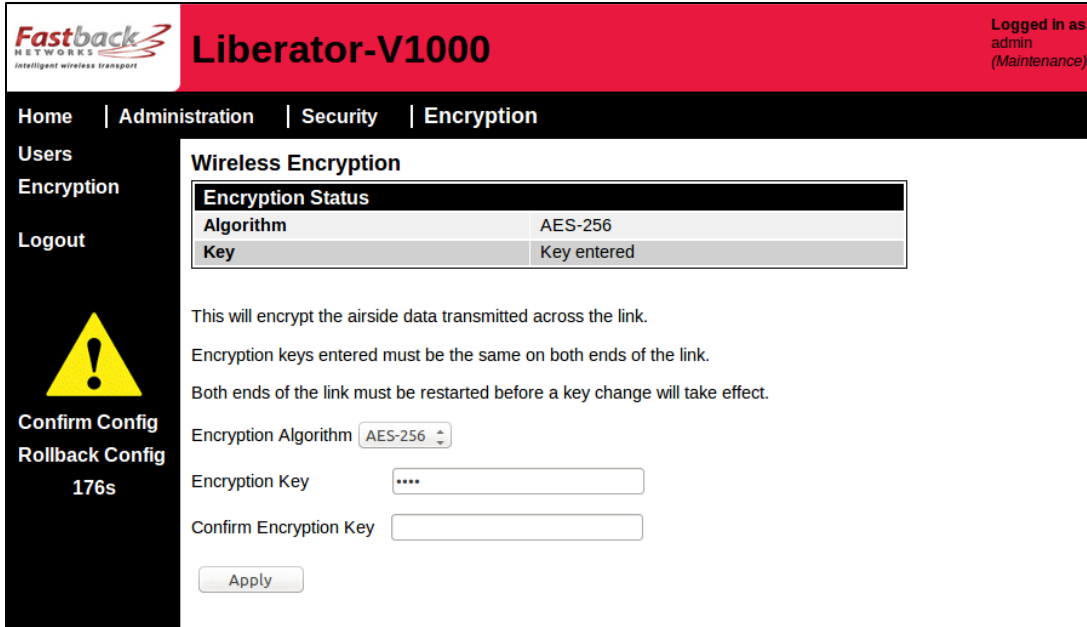 Fastback
NETWORKS
intelligent wireless transport
Liberator-V1000
Logged in as
admin
(Maintenance)
Home | Administration | Security | Encryption
Users
Encryption
Logout
!
Confirm Config
Rollback Config
176s
Wireless Encryption
Encryption Status
Algorithm AES-256
Key Key entered
This will encrypt the airside data transmitted across the link.
Encryption keys entered must be the same on both ends of the link.
Both ends of the link must be restarted before a key change will take effect.
Encryption Algorithm AES-256
Encryption Key ••••
Confirm Encryption Key
Apply